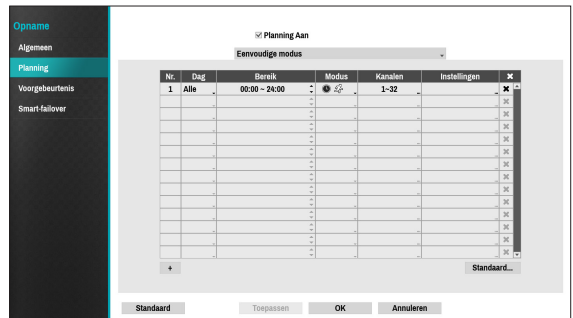 Opname
Algemeen
Planning
Voorgebeurtenis
Smart-failover
Planning Aan
Eenvoudige modus
Nr. Dag Bereik Modus Kanalen Instellingen
1 Alle 00:00 ~ 24:00 1~32
+ Standaard...
Standaard Toepassen OK Annuleren